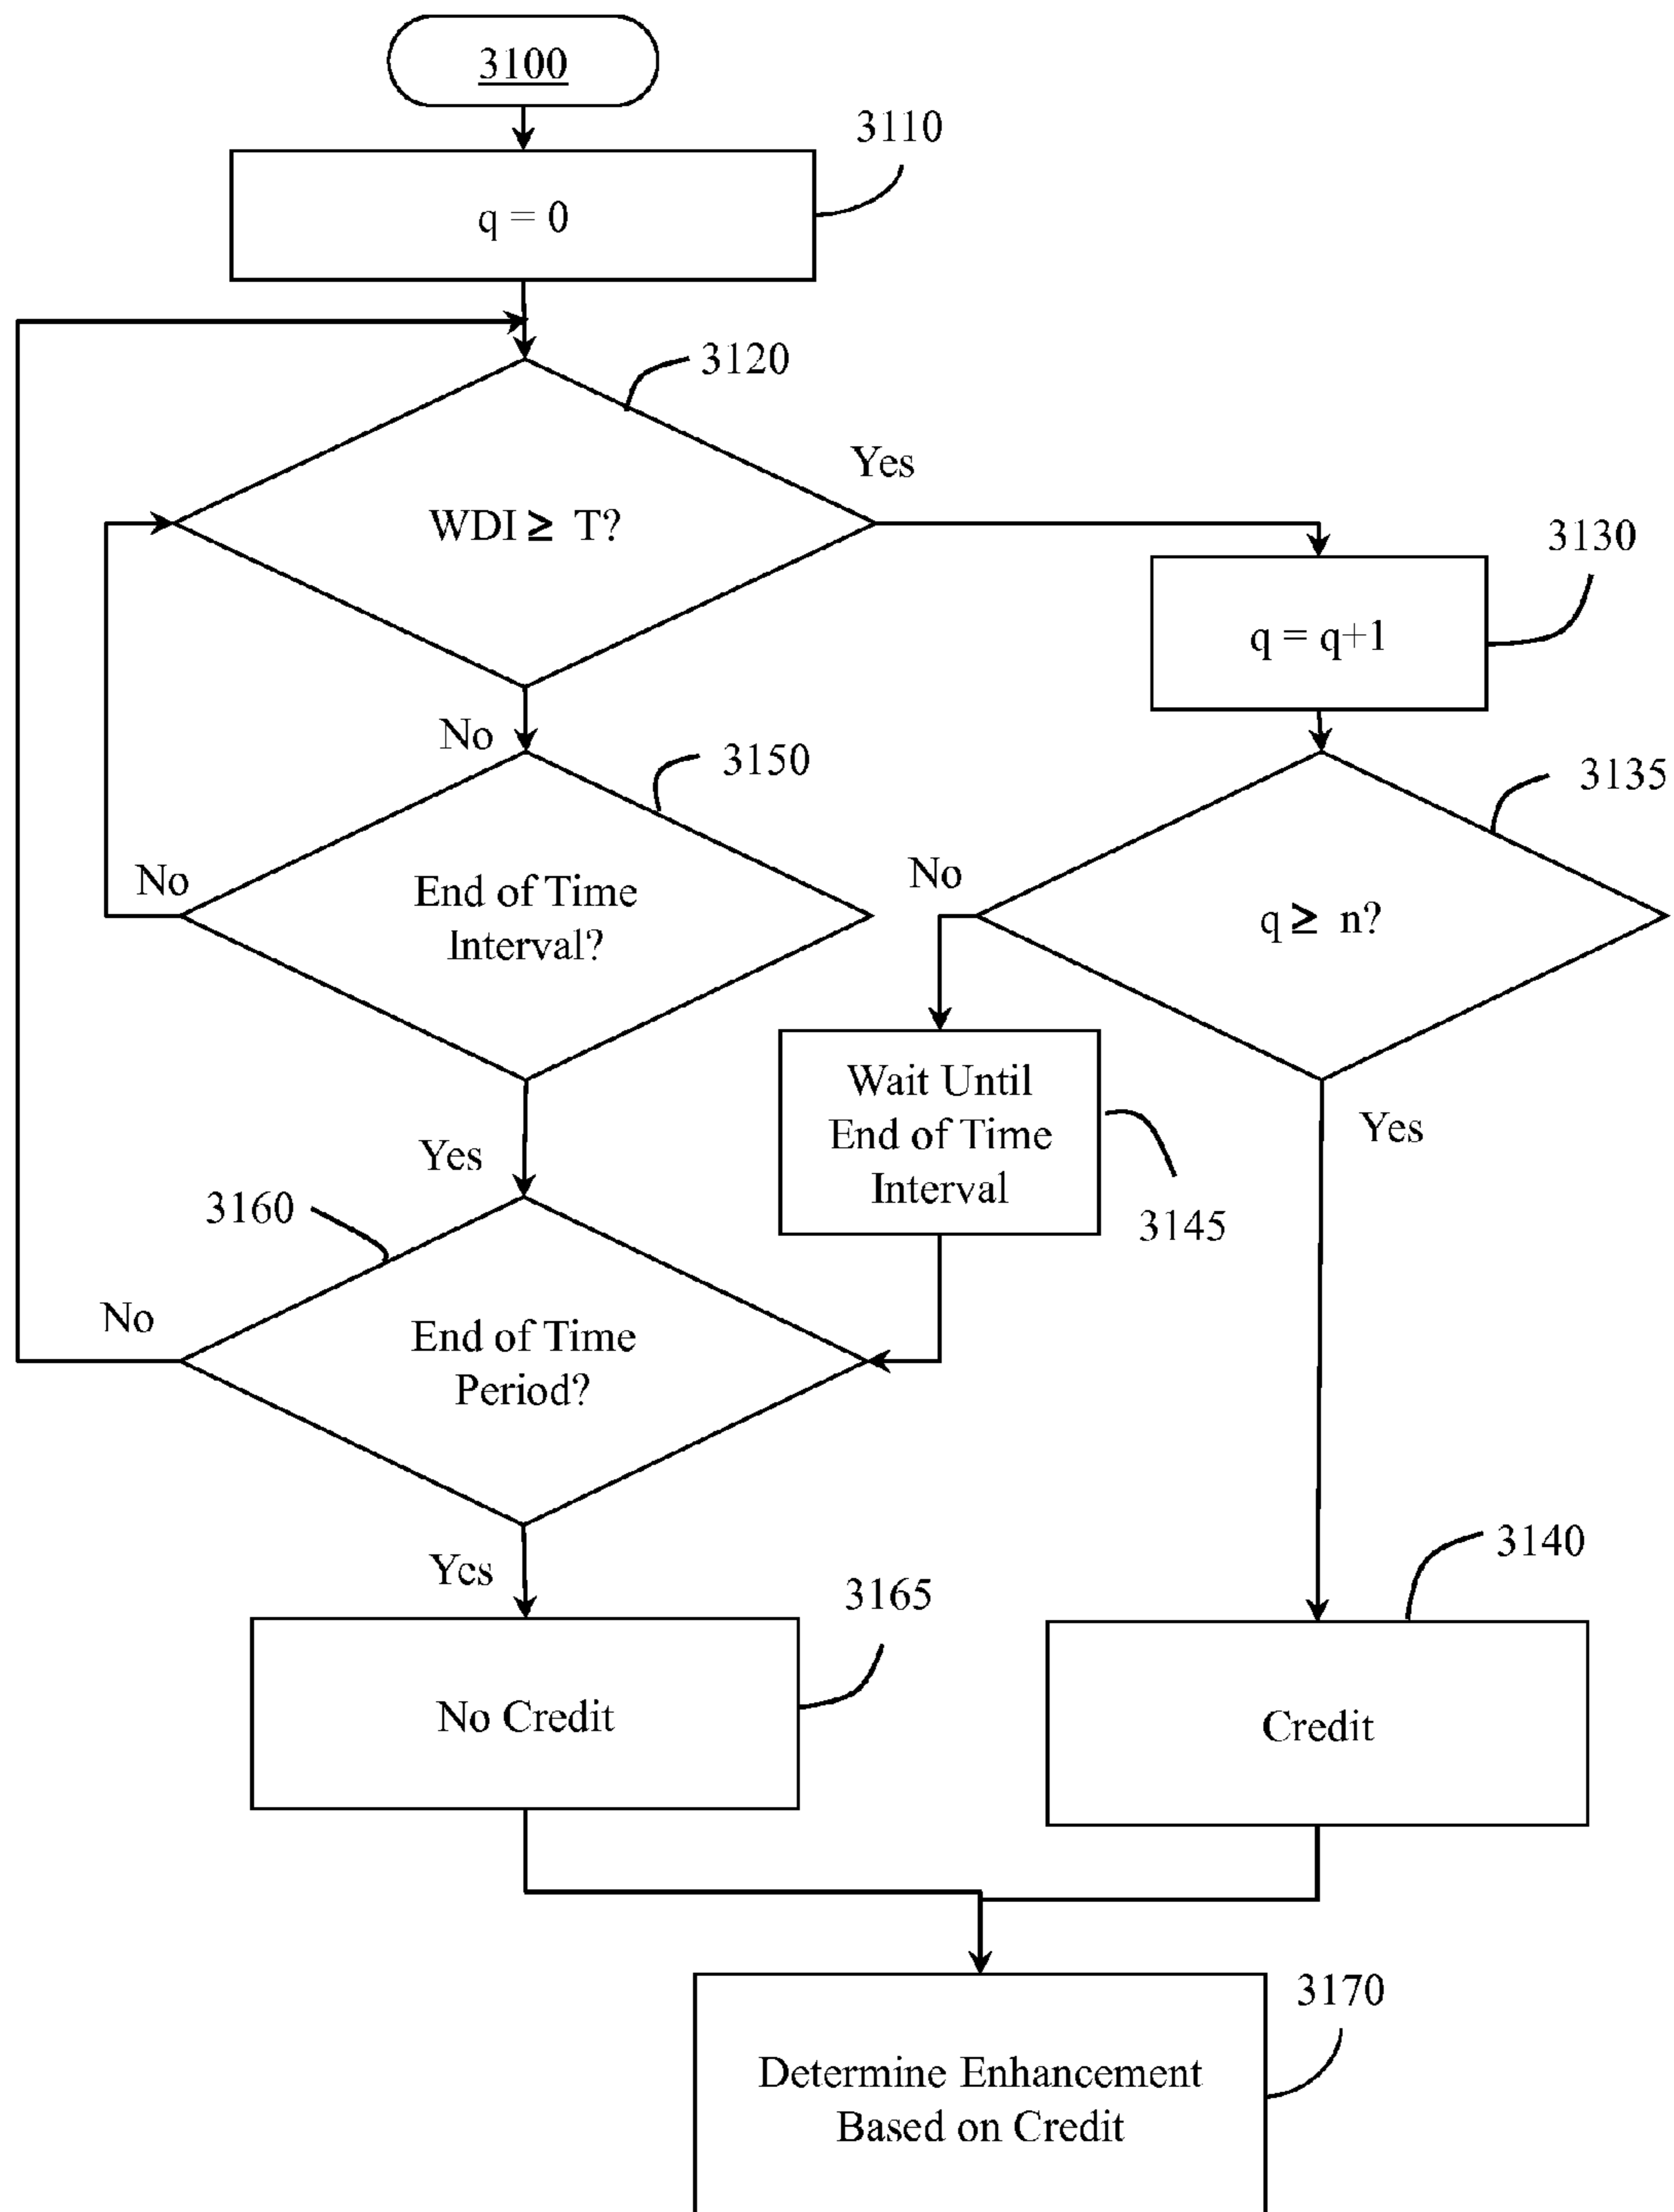 3100
3110
q = 0
3120
Yes
WDI ≥ T?
3130
q = q+1
No
3150
3135
No
End of Time
Interval?
No
q ≥ n?
Wait Until
End of Time
Interval
Yes
Yes
3160
3145
No
End of Time
Period?
3140
Yes
3165
No Credit
Credit
3170
Determine Enhancement
Based on Credit